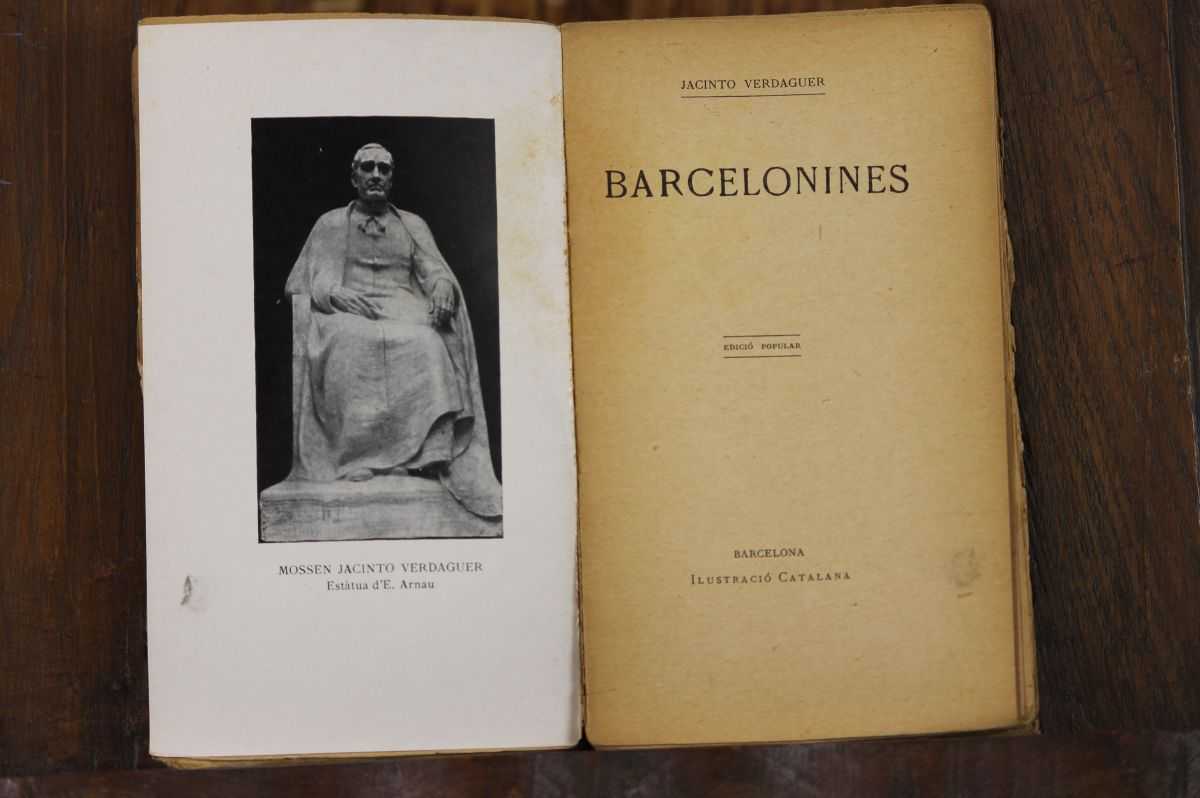 MOSSEN JACINTO VERDAGUER
Estàtua d'E. Arnau
JACINTO VERDAGUER
BARCELONINES
EDICIÓ POPULAR
BARCELONA
ILUSTRACIÓ CATALANA